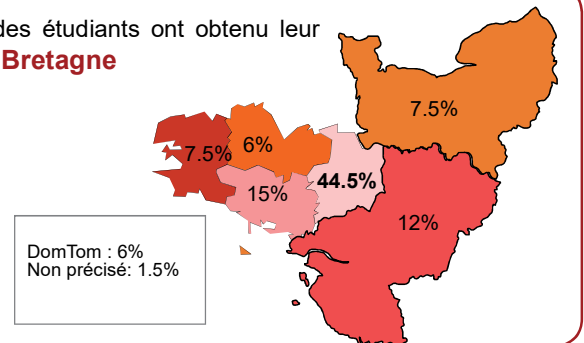 des étudiants ont obtenu leur
Bretagne
7.5%
7.5%
6%
44.5%
15%
12%
DomTom : 6%
Non précisé: 1.5%